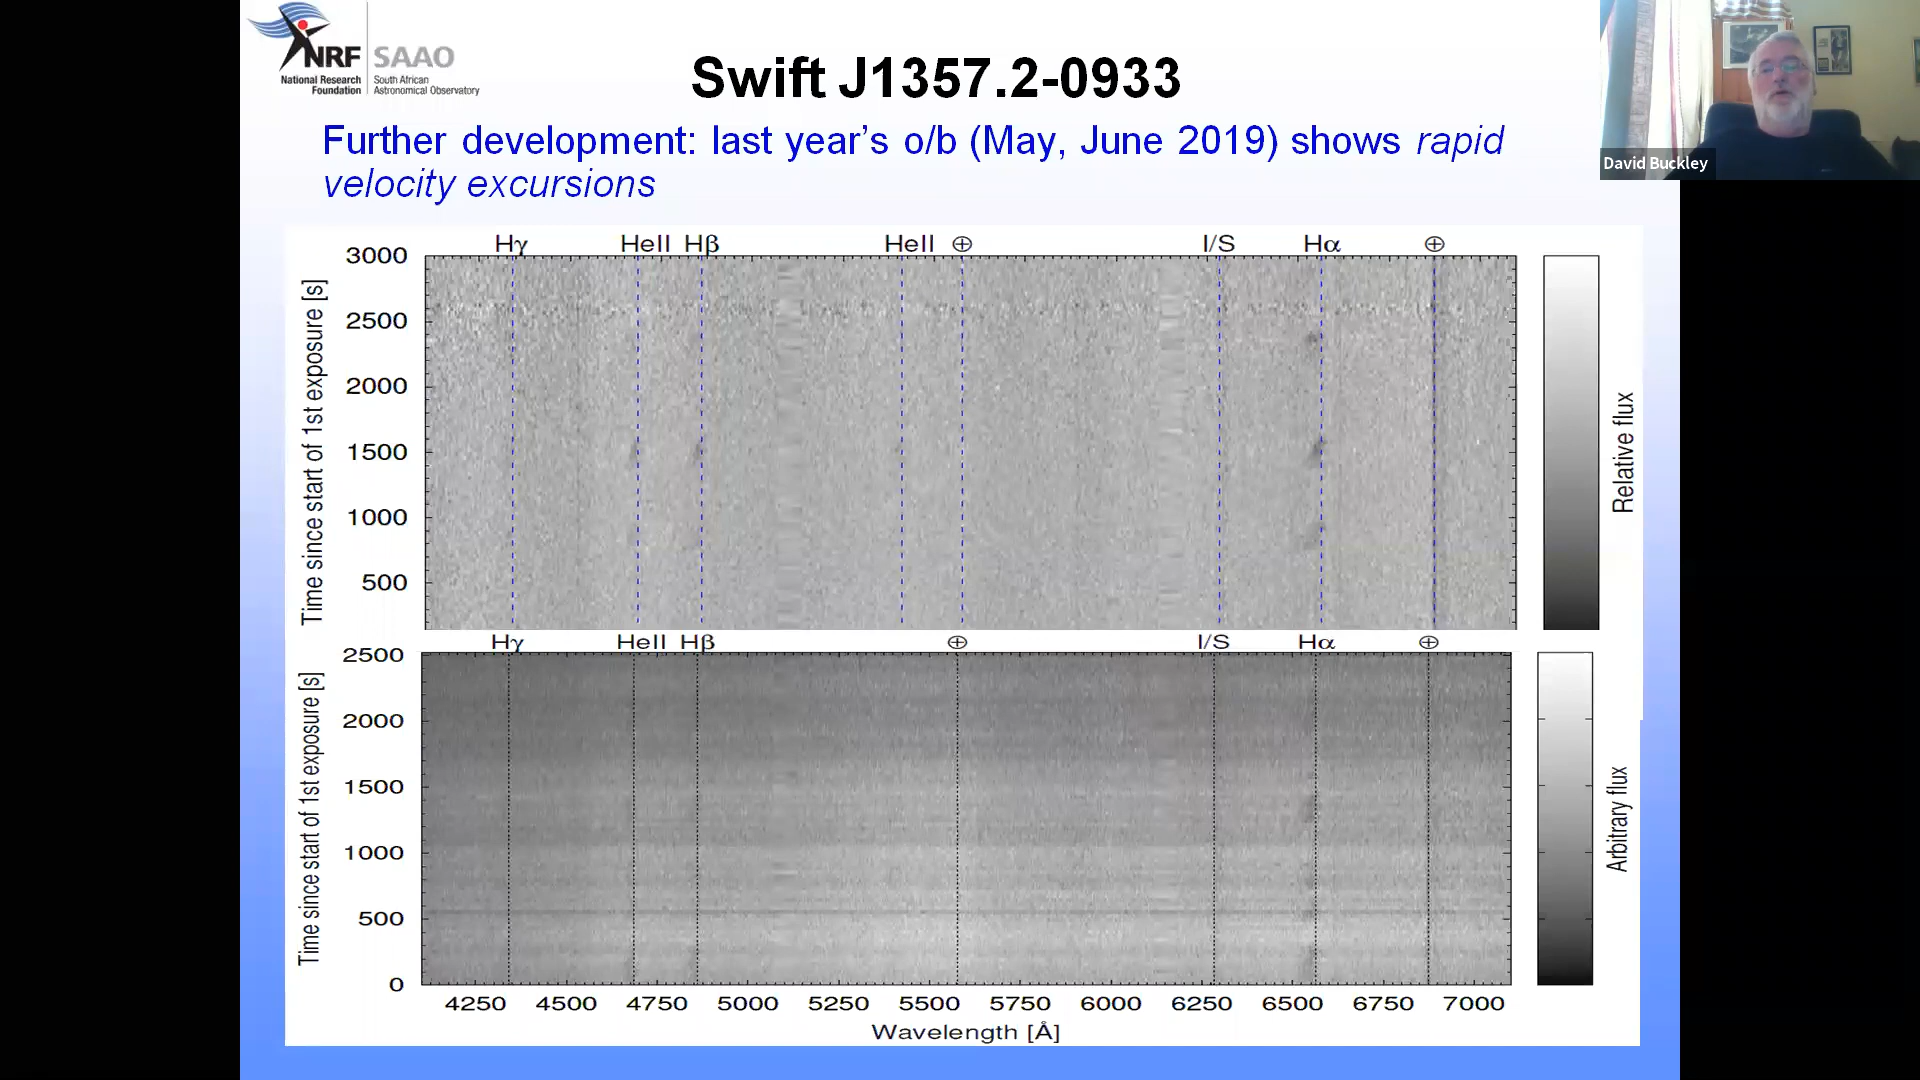 NRF SAAO
National Research Foundation
South African Astronomical Observatory
Swift J1357.2-0933
David Buckley
Further development: last year's o/b (May, June 2019) shows rapid
velocity excursions
Hγ HeII Hβ HeII ⊕ I/S Hα ⊕
3000
2500
2000
1500
1000
500
Time since start of 1st exposure [s]
Relative flux
Hγ HeII Hβ ⊕ I/S Hα ⊕
2500
2000
1500
1000
500
0
Time since start of 1st exposure [s]
Arbitrary flux
4250 4500 4750 5000 5250 5500 5750 6000 6250 6500 6750 7000
Wavelength [Å]